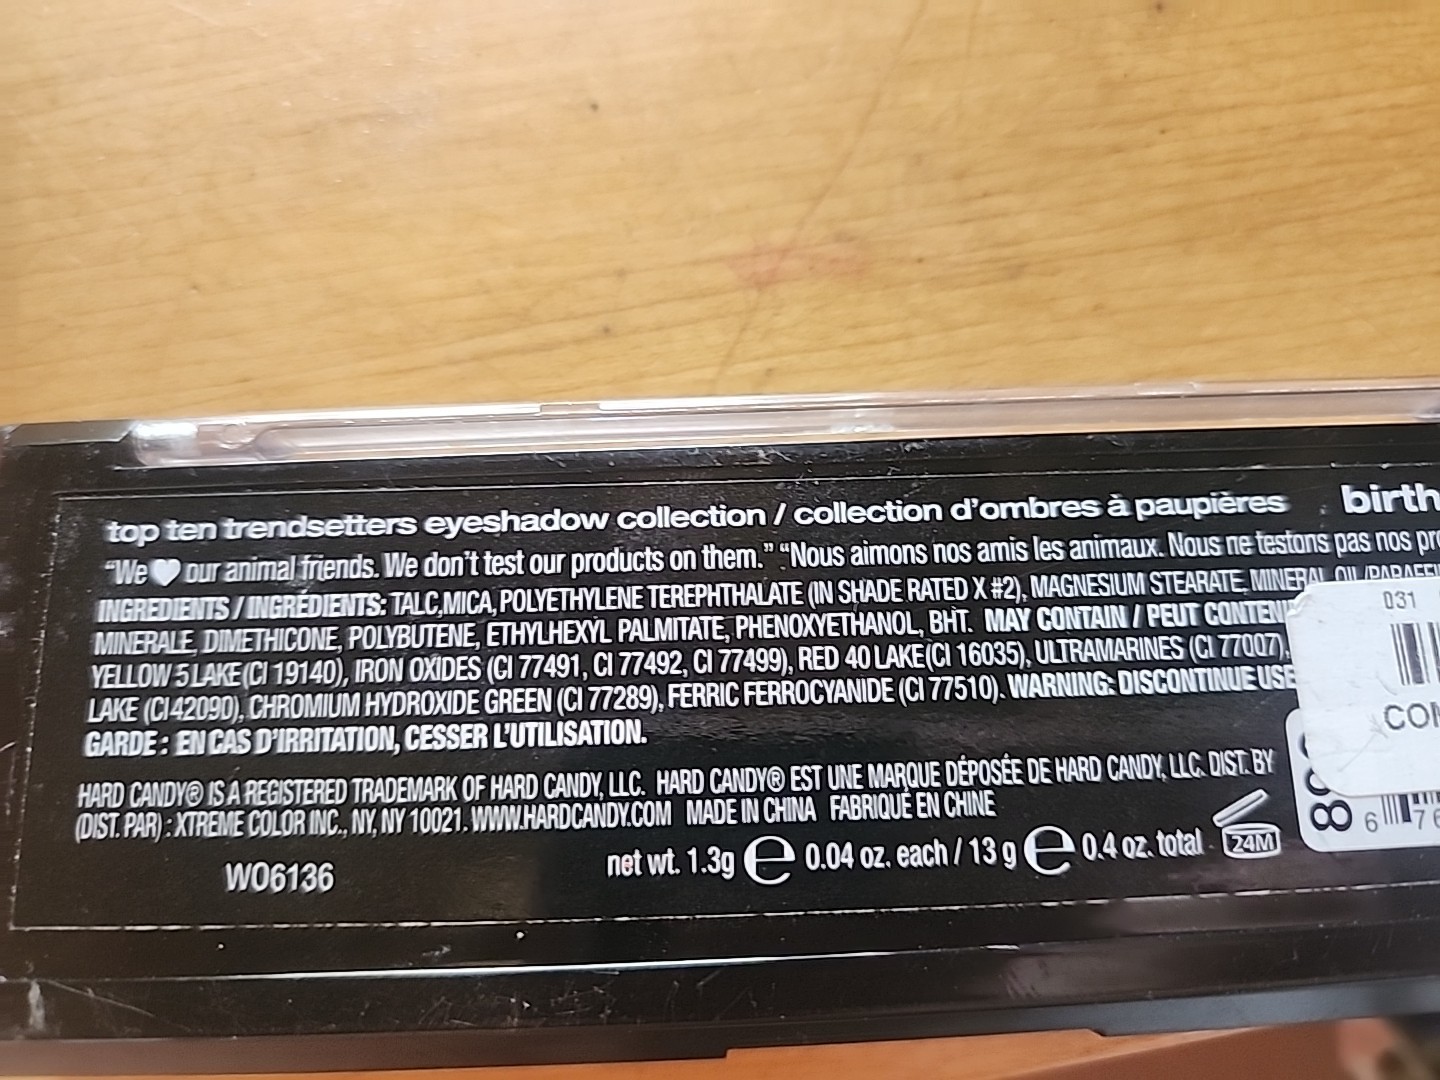 top ten trendsetters eyeshadow collection / collection d'ombres à paupières birth
"We ♥ our animal friends. We don't test our products on them." "Nous aimons nos amis les animaux. Nous ne testons pas nos
INGREDIENTS / INGRÉDIENTS: TALC,MICA, POLYETHYLENE TEREPHTHALATE (IN SHADE RATED X #2), MAGNESIUM STEARATE, MINERAL OIL
MINERALE, DIMETHICONE, POLYBUTENE, ETHYLHEXYL PALMITATE, PHENOXYETHANOL, BHT. MAY CONTAIN / PEUT CONTEN
YELLOW 5 LAKE(CI 19140), IRON OXIDES (CI 77491, CI 77492, CI 77499), RED 40 LAKE(CI 16035), ULTRAMARINES (CI 77007),
LAKE (CI 42090), CHROMIUM HYDROXIDE GREEN (CI 77289), FERRIC FERROCYANIDE (CI 77510). WARNING: DISCONTINUE USE
GARDE : EN CAS D'IRRITATION, CESSER L'UTILISATION.
HARD CANDY® IS A REGISTERED TRADEMARK OF HARD CANDY, LLC. HARD CANDY® EST UNE MARQUE DÉPOSÉE DE HARD CANDY, LLC. DIST. BY
(DIST. PAR) : XTREME COLOR INC., NY, NY 10021. WWW.HARDCANDY.COM MADE IN CHINA FABRIQUÉ EN CHINE
W06136
net wt. 1.3g e 0.04 oz. each / 13 g e 0.4 oz. total 24M
031
CON
6 76